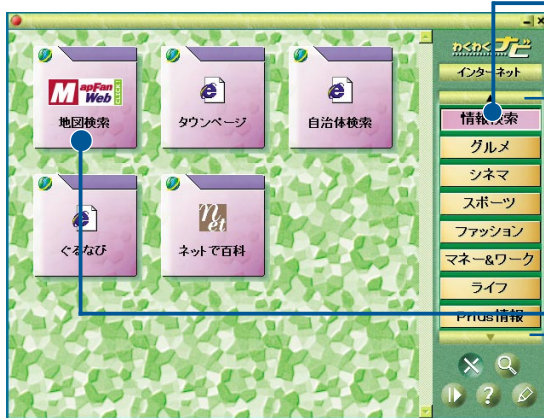 わくわくナビ
インターネット
MapFan
Web
CLICK!
地図検索
タウンページ
自治体検索
ぐるなび
net
ネットで百科
情報検索
グルメ
シネマ
スポーツ
ファッション
マネー&ワーク
ライフ
Prius情報